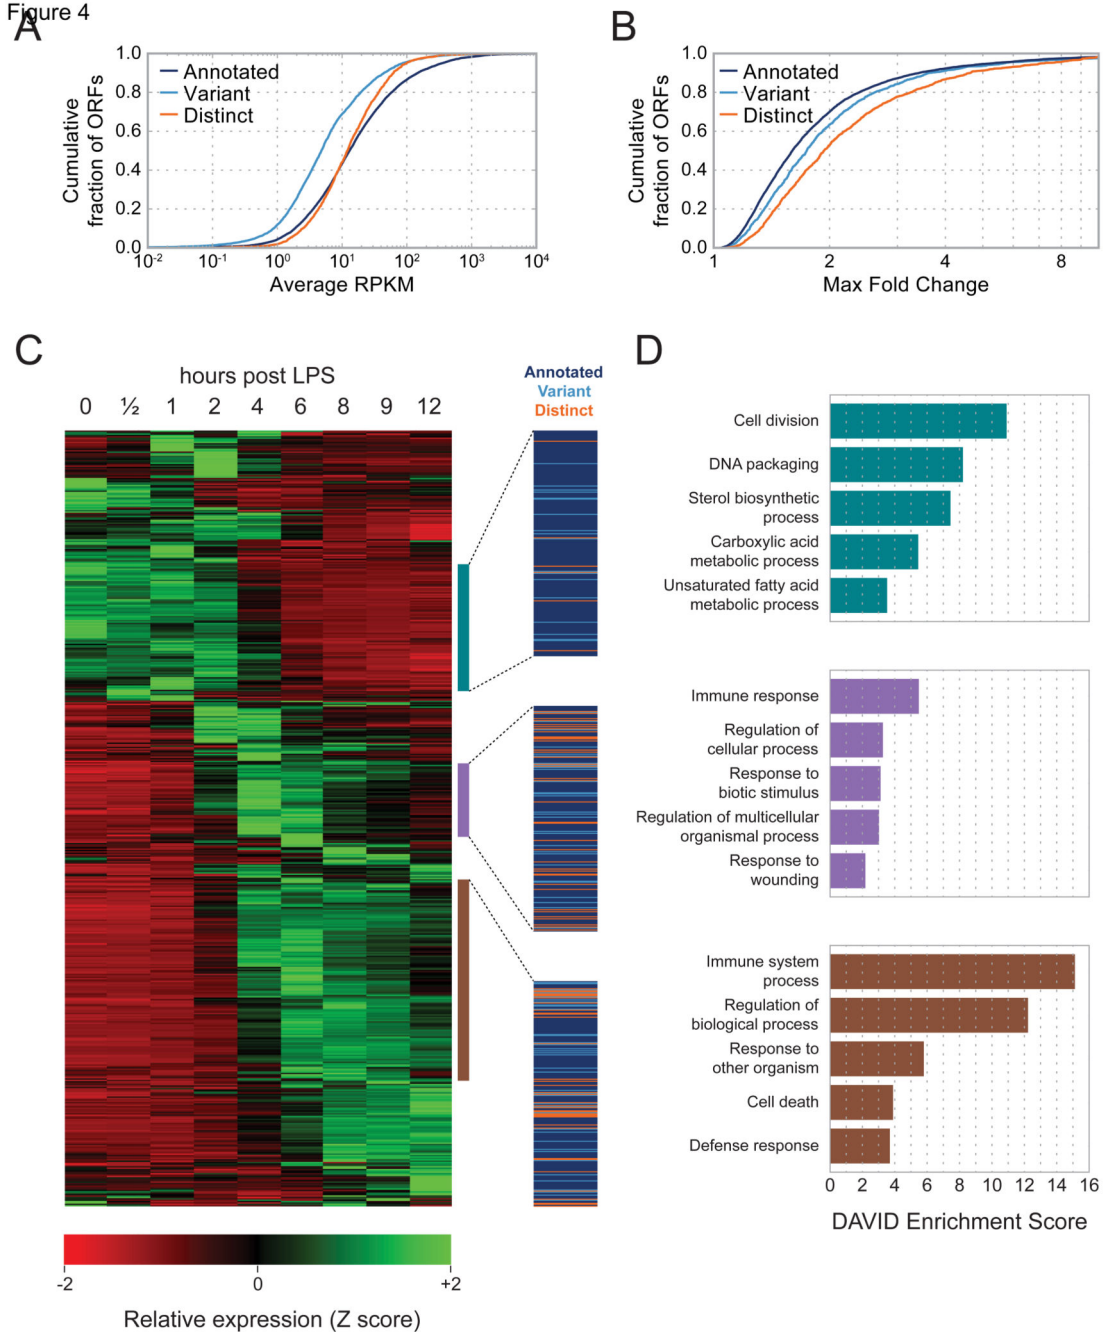 Figure 4
A
1.0
0.8
0.6
0.4
0.2
0.0
Cumulative
fraction of ORFs
Annotated
Variant
Distinct
10-2 10-1 100 101 102 103 104
Average RPKM
B
1.0
0.8
0.6
0.4
0.2
0.0
Cumulative
fraction of ORFs
Annotated
Variant
Distinct
1 2 4 8
Max Fold Change
C
hours post LPS
0 ½ 1 2 4 6 8 9 12
Annotated
Variant
Distinct
-2 0 +2
Relative expression (Z score)
D
Cell division
DNA packaging
Sterol biosynthetic
process
Carboxylic acid
metabolic process
Unsaturated fatty acid
metabolic process
Immune response
Regulation of
cellular process
Response to
biotic stimulus
Regulation of multicellular
organismal process
Response to
wounding
Immune system
process
Regulation of
biological process
Response to
other organism
Cell death
Defense response
0 2 4 6 8 10 12 14 16
DAVID Enrichment Score